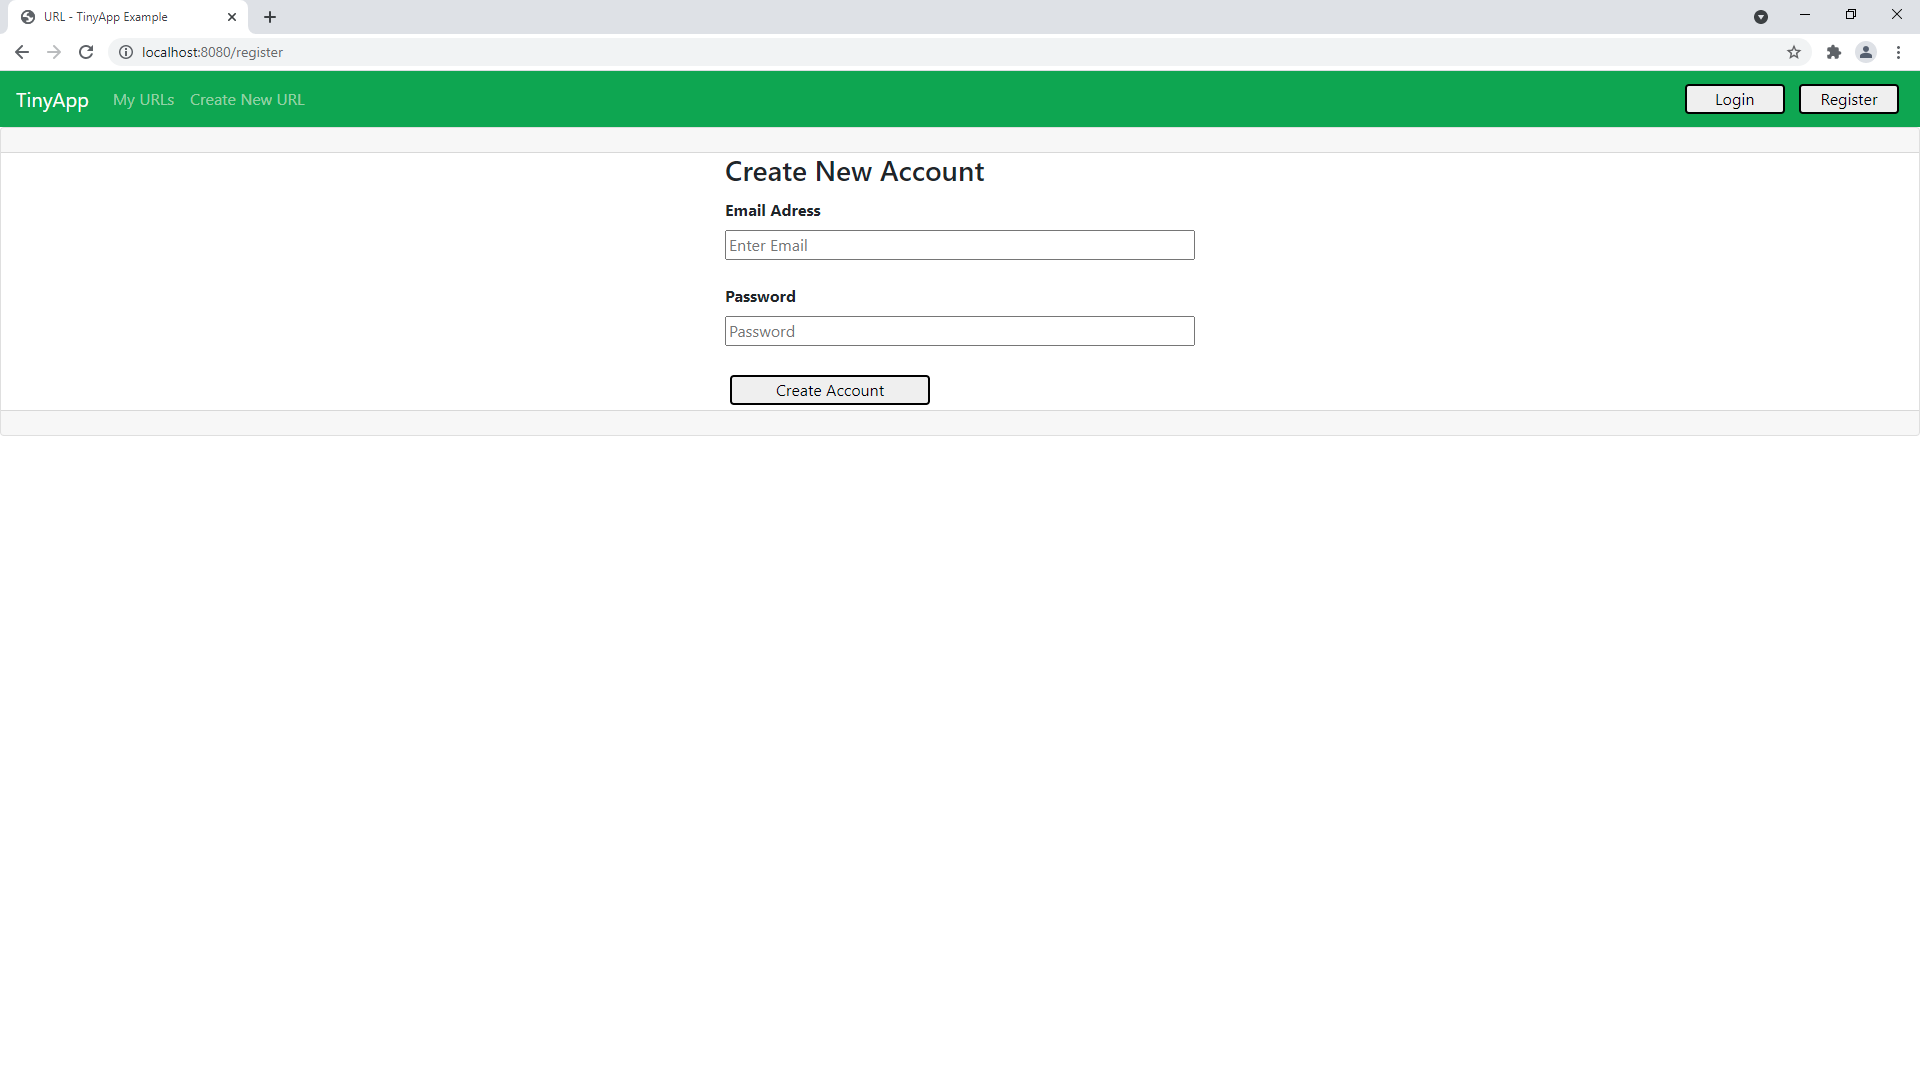 URL - TinyApp Example
localhost:8080/register
TinyApp My URLs Create New URL Login Register
Create New Account
Email Adress
Enter Email
Password
Password
Create Account